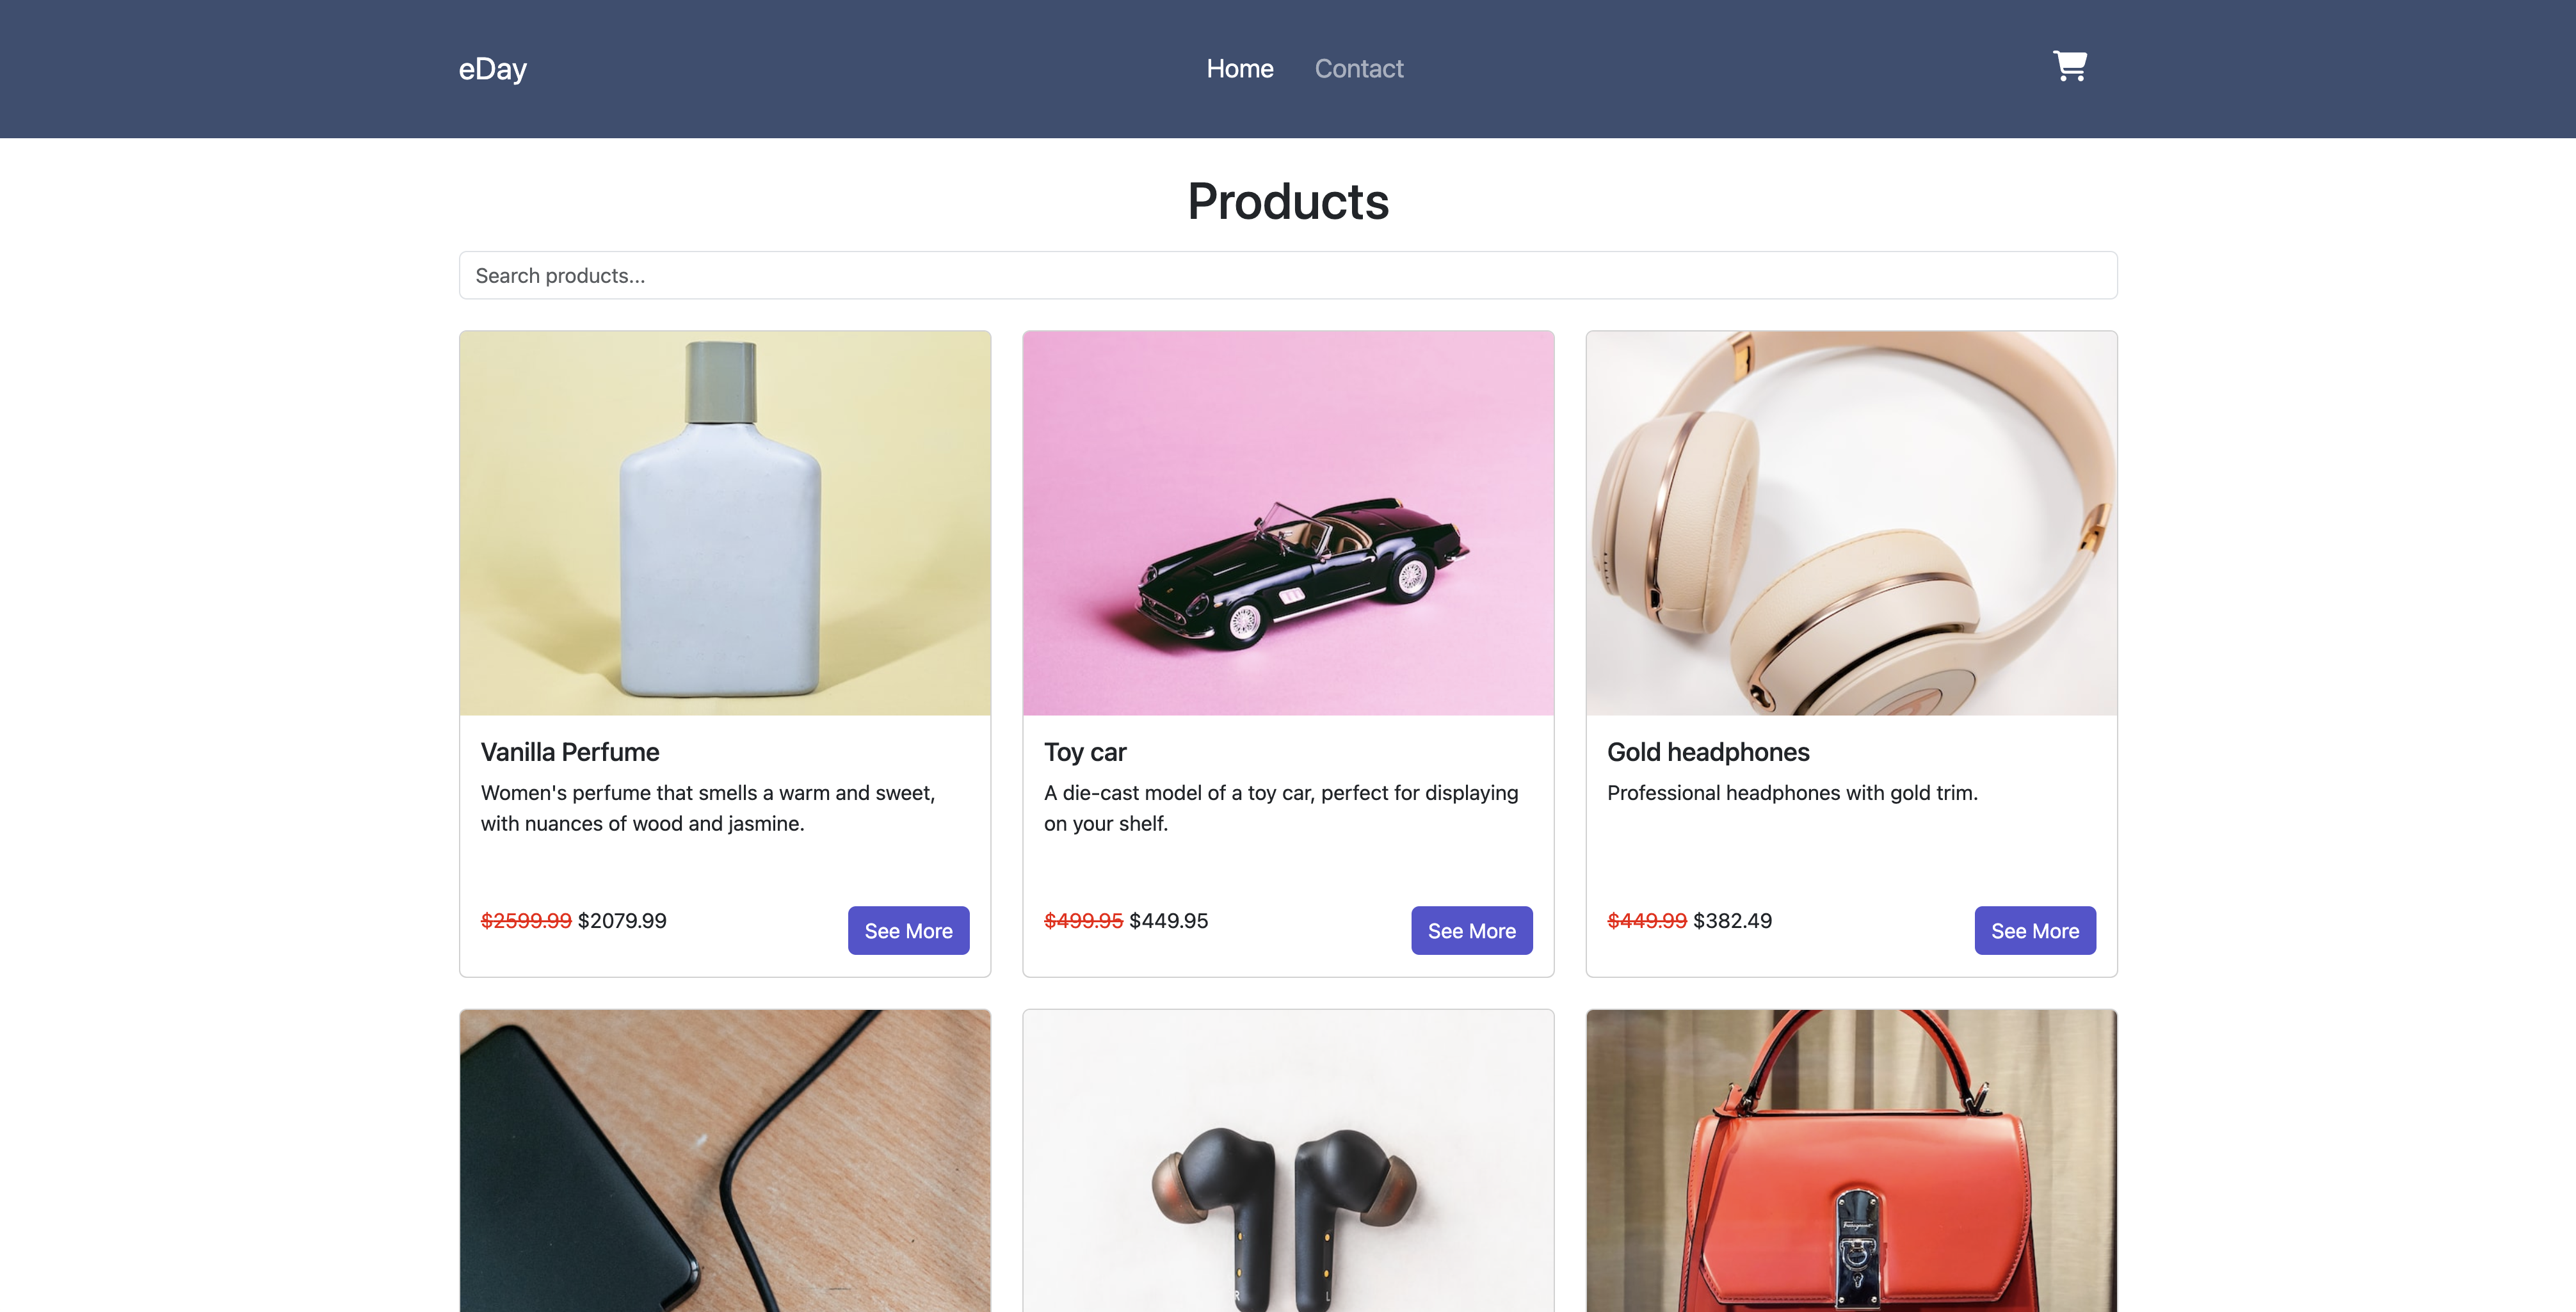 eDay
Home
Contact
Products
Search products...
Vanilla Perfume
Women's perfume that smells a warm and sweet,
with nuances of wood and jasmine.
$2599.99 $2079.99
See More
Toy car
A die-cast model of a toy car, perfect for displaying
on your shelf.
$499.95 $449.95
See More
Gold headphones
Professional headphones with gold trim.
$449.99 $382.49
See More
R
L
Ferragamo